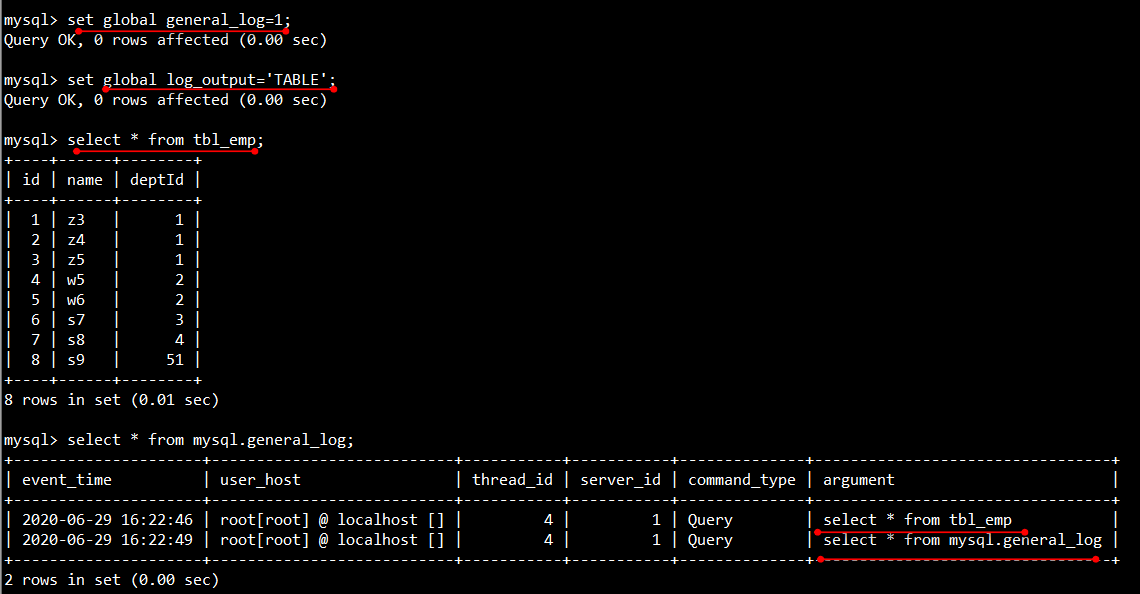 mysql> set global general_log=1;
Query OK, 0 rows affected (0.00 sec)
mysql> set global log_output='TABLE';
Query OK, 0 rows affected (0.00 sec)
mysql> select * from tbl_emp;
+----+------+--------+
| id | name | deptId |
+----+------+--------+
|  1 | z3   |      1 |
|  2 | z4   |      1 |
|  3 | z5   |      1 |
|  4 | w5   |      2 |
|  5 | w6   |      2 |
|  6 | s7   |      3 |
|  7 | s8   |      4 |
|  8 | s9   |     51 |
+----+------+--------+
8 rows in set (0.01 sec)
mysql> select * from mysql.general_log;
+---------------------+---------------------------+-----------+-----------+--------------+---------------------------------+
| event_time          | user_host                 | thread_id | server_id | command_type | argument                        |
+---------------------+---------------------------+-----------+-----------+--------------+---------------------------------+
| 2020-06-29 16:22:46 | root[root] @ localhost [] |         4 |         1 | Query        | select * from tbl_emp           |
| 2020-06-29 16:22:49 | root[root] @ localhost [] |         4 |         1 | Query        | select * from mysql.general_log |
+---------------------+---------------------------+-----------+-----------+--------------+---------------------------------+
2 rows in set (0.00 sec)